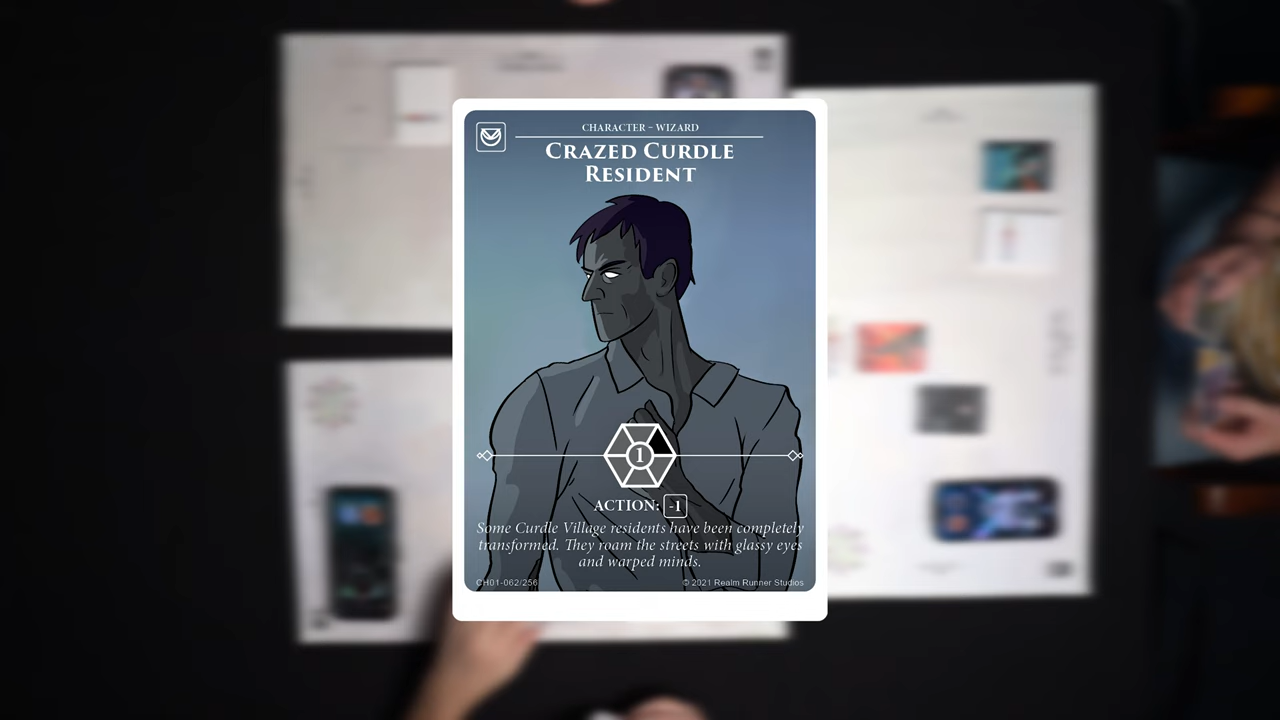 CHARACTER – WIZARD
CRAZED CURDLE
RESIDENT
1
ACTION: -1
Some Curdle Village residents have been completely
transformed. They roam the streets with glassy eyes
and warped minds.
CH01-062/256
© 2021 Realm Runner Studios